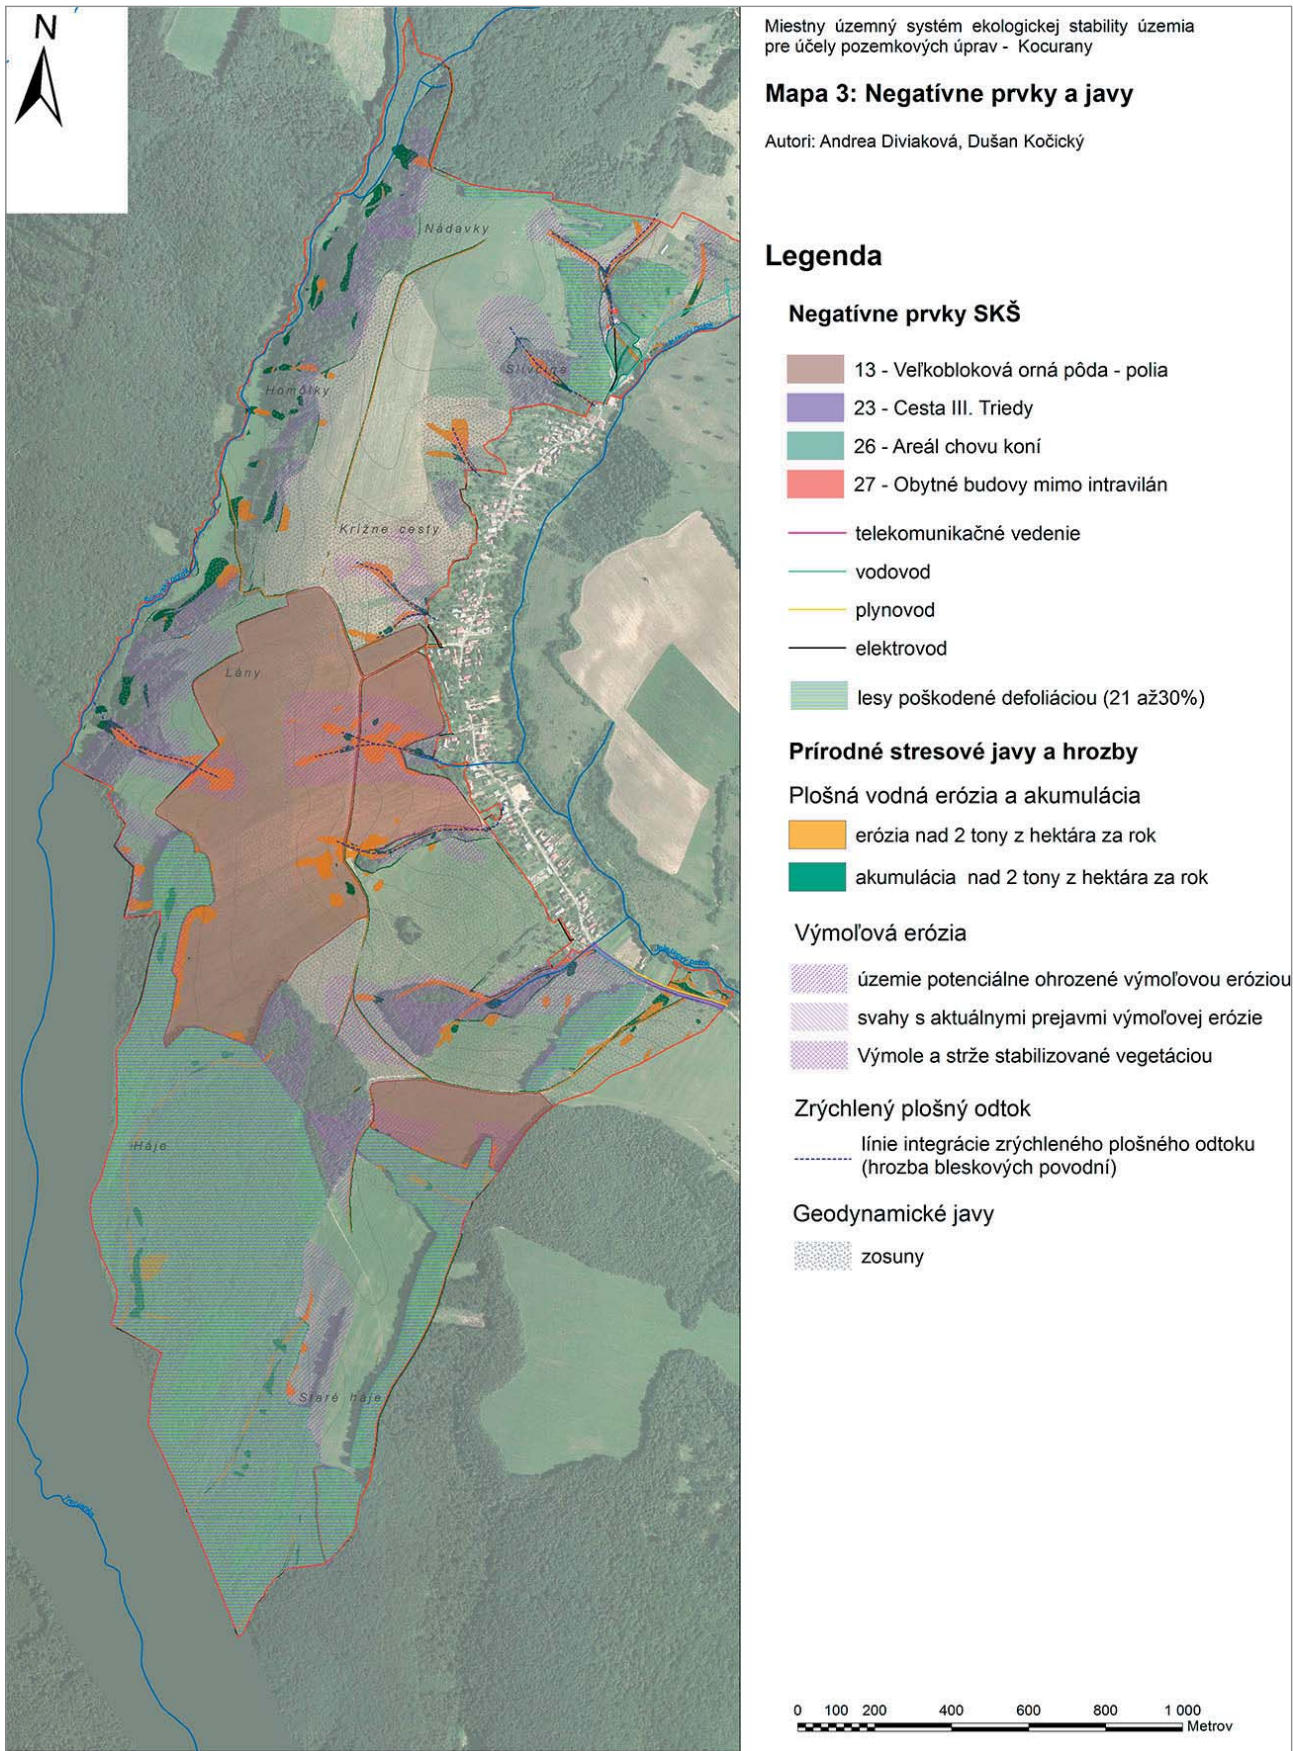 N
Miestny územný systém ekologickej stability územia
pre účely pozemkových úprav - Kocurany
Mapa 3: Negatívne prvky a javy
Autori: Andrea Diviaková, Dušan Kočický
Legenda
Negatívne prvky SKŠ
13 - Veľkobloková orná pôda - polia
23 - Cesta III. Triedy
26 - Areál chovu koní
27 - Obytné budovy mimo intravilán
telekomunikačné vedenie
vodovod
plynovod
elektrovod
lesy poškodené defoliáciou (21 až30%)
Prírodné stresové javy a hrozby
Plošná vodná erózia a akumulácia
erózia nad 2 tony z hektára za rok
akumulácia nad 2 tony z hektára za rok
Výmoľová erózia
územie potenciálne ohrozené výmoľovou eróziou
svahy s aktuálnymi prejavmi výmoľovej erózie
Výmole a strže stabilizované vegetáciou
Zrýchlený plošný odtok
línie integrácie zrýchleného plošného odtoku
(hrozba bleskových povodní)
Geodynamické javy
zosuny
0 100 200 400 600 800 1 000
Metrov
Nádavky
Slivčina
Homôlky
Krížne cesty
Lány
Háje
Staré háje